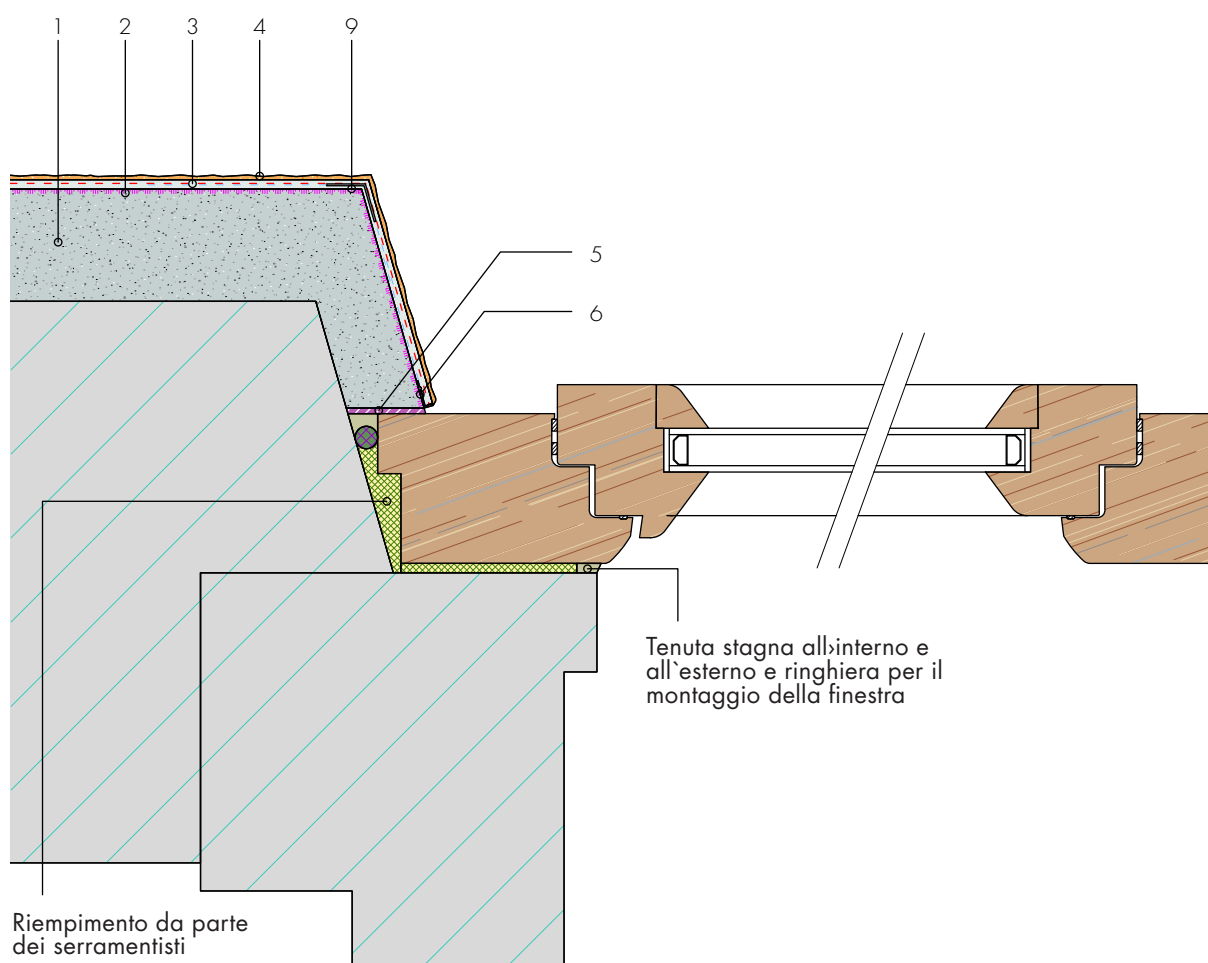 1
2
3
4
9
5
6
Tenuta stagna all›interno e
all`esterno e ringhiera per il
montaggio della finestra
Riempimento da parte
dei serramentisti